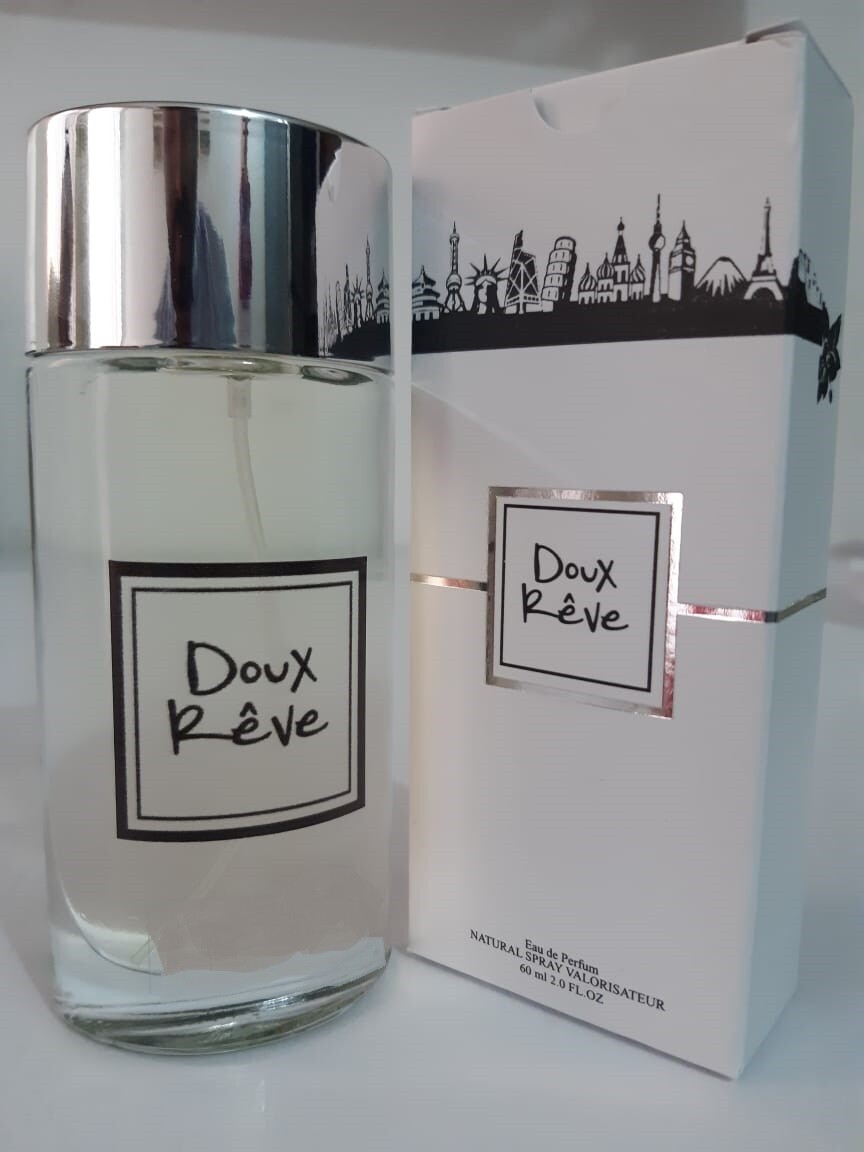 Doux
Rêve
Doux
Rêve
Eau de Perfum
NATURAL SPRAY VALORISATEUR
60 ml 2.0 FL.OZ